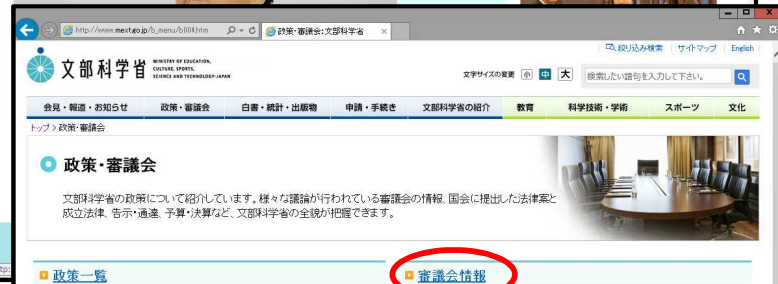 http://www.mext.go.jp/b_menu/b004.htm
政策・審議会:文部科学省
絞り込み検索 サイトマップ English
文部科学省
MINISTRY OF EDUCATION,
CULTURE, SPORTS,
SCIENCE AND TECHNOLOGY-JAPAN
文字サイズの変更 小 中 大 検索したい語句を入力して下さい。
会見・報道・お知らせ 政策・審議会 白書・統計・出版物 申請・手続き 文部科学省の紹介 教育 科学技術・学術 スポーツ 文化
トップ > 政策・審議会
政策・審議会
文部科学省の政策について紹介しています。様々な議論が行われている審議会の情報、国会に提出した法律案と
成立法律、告示・通達、予算・決算など、文部科学省の全貌が把握できます。
政策一覧 審議会情報